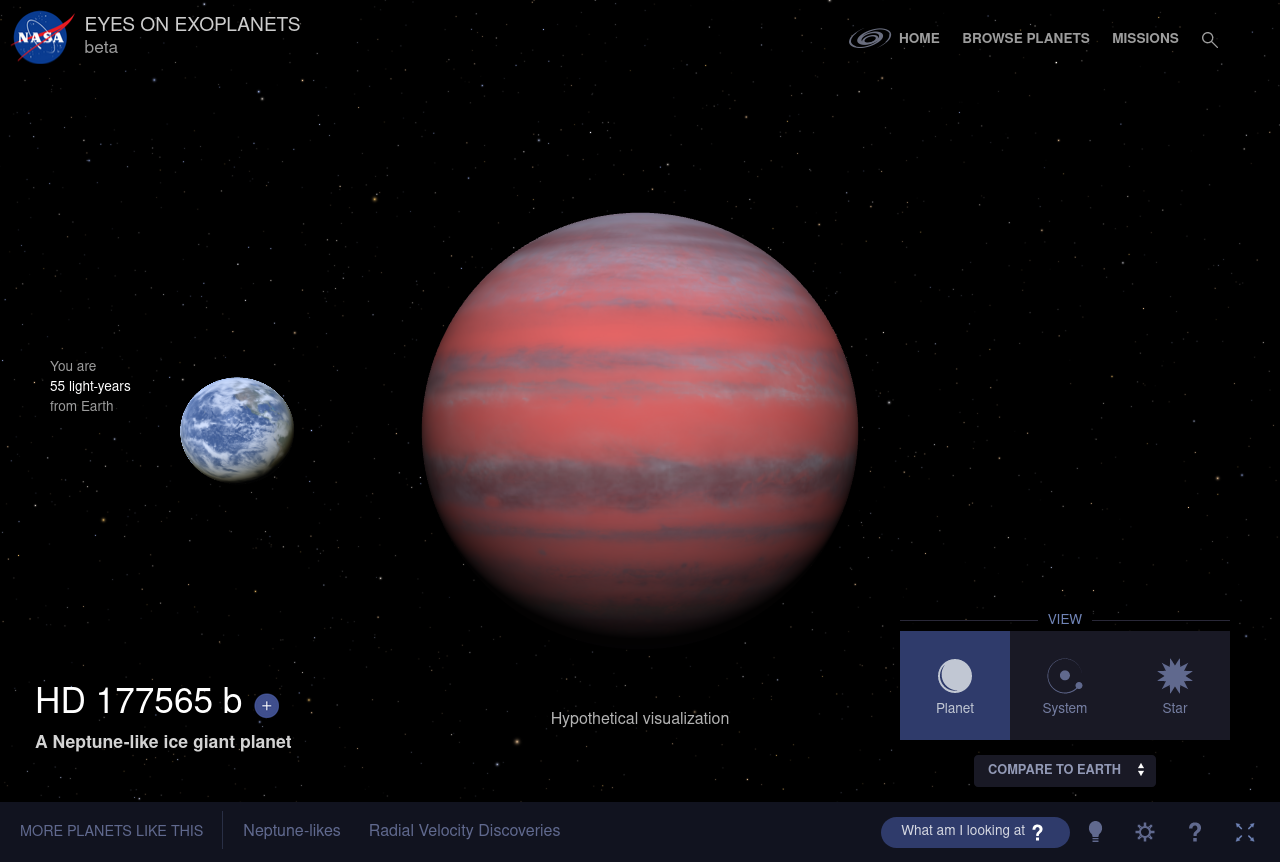 NASA
EYES ON EXOPLANETS
beta
HOME
BROWSE PLANETS
MISSIONS
You are
55 light-years
from Earth
VIEW
Planet
System
Star
HD 177565 b +
A Neptune-like ice giant planet
Hypothetical visualization
COMPARE TO EARTH
MORE PLANETS LIKE THIS
Neptune-likes
Radial Velocity Discoveries
What am I looking at ?
?